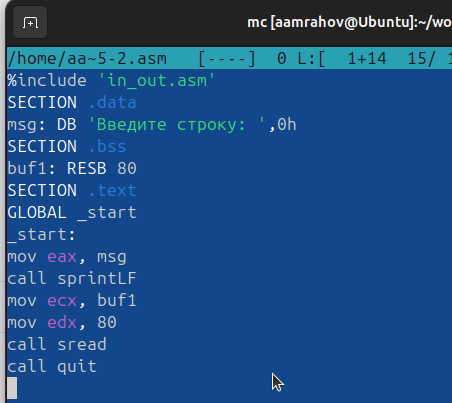 mc [aamrahov@Ubuntu]:~/wo
/home/aa~5-2.asm   [----]  0 L:[  1+14  15/ 1
%include 'in_out.asm'
SECTION .data
msg: DB 'Введите строку: ',0h
SECTION .bss
buf1: RESB 80
SECTION .text
GLOBAL _start
_start:
mov eax, msg
call sprintLF
mov ecx, buf1
mov edx, 80
call sread
call quit